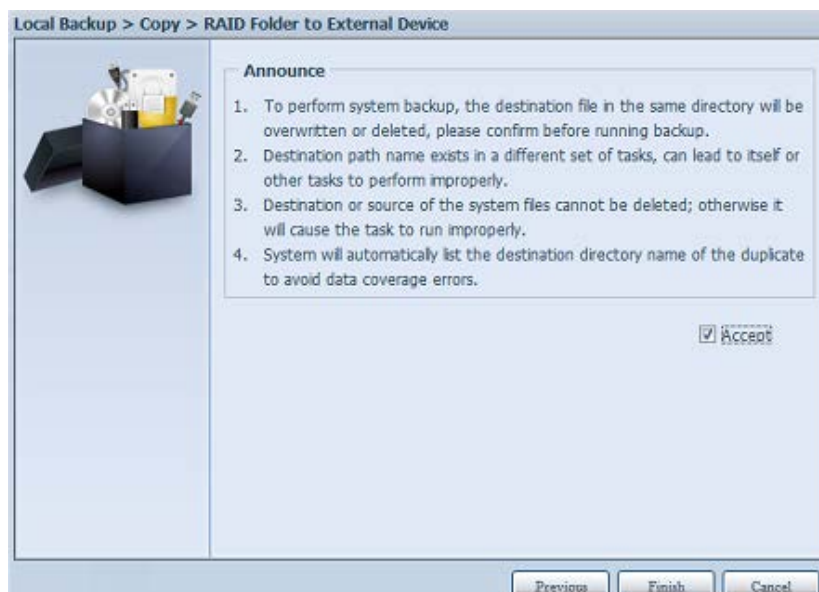 Local Backup > Copy > RAID Folder to External Device
Announce
1. To perform system backup, the destination file in the same directory will be
overwritten or deleted, please confirm before running backup.
2. Destination path name exists in a different set of tasks, can lead to itself or
other tasks to perform improperly.
3. Destination or source of the system files cannot be deleted; otherwise it
will cause the task to run improperly.
4. System will automatically list the destination directory name of the duplicate
to avoid data coverage errors.
Accept
Previous Finish Cancel